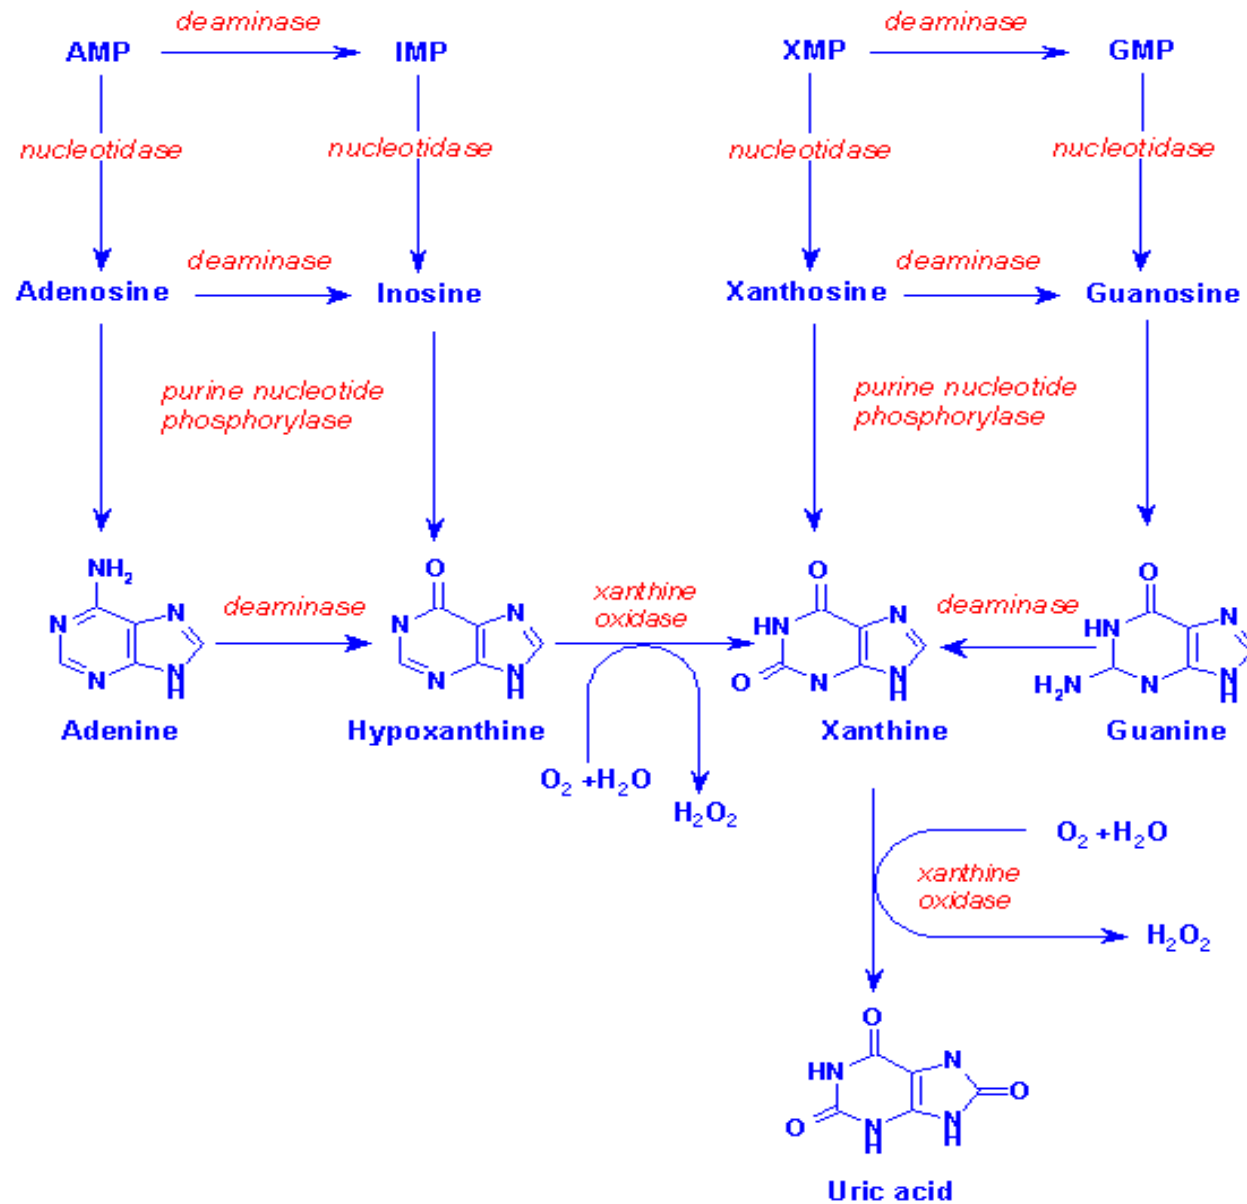 deaminase
AMP
IMP
deaminase
XMP
GMP
nucleotidase
nucleotidase
nucleotidase
nucleotidase
deaminase
Adenosine
Inosine
deaminase
Xanthosine
Guanosine
purine nucleotide
phosphorylase
purine nucleotide
phosphorylase
NH₂
N
N
N
N
H
Adenine
deaminase
O
N
N
N
N
H
Hypoxanthine
xanthine
oxidase
O₂ +H₂O
H₂O₂
O
HN
N
O
N
N
H
Xanthine
deaminase
O
HN
N
H₂N
N
N
H
Guanine
O₂ +H₂O
xanthine
oxidase
H₂O₂
O
HN
N
O
O
N
H
N
H
Uric acid